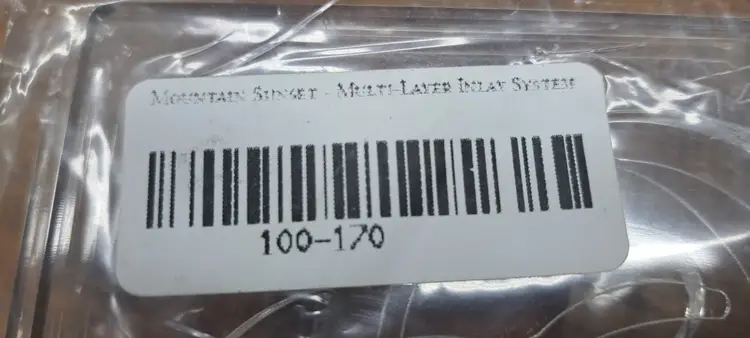 Mountain Sunset - Multi-Layer Inlay System
100-170